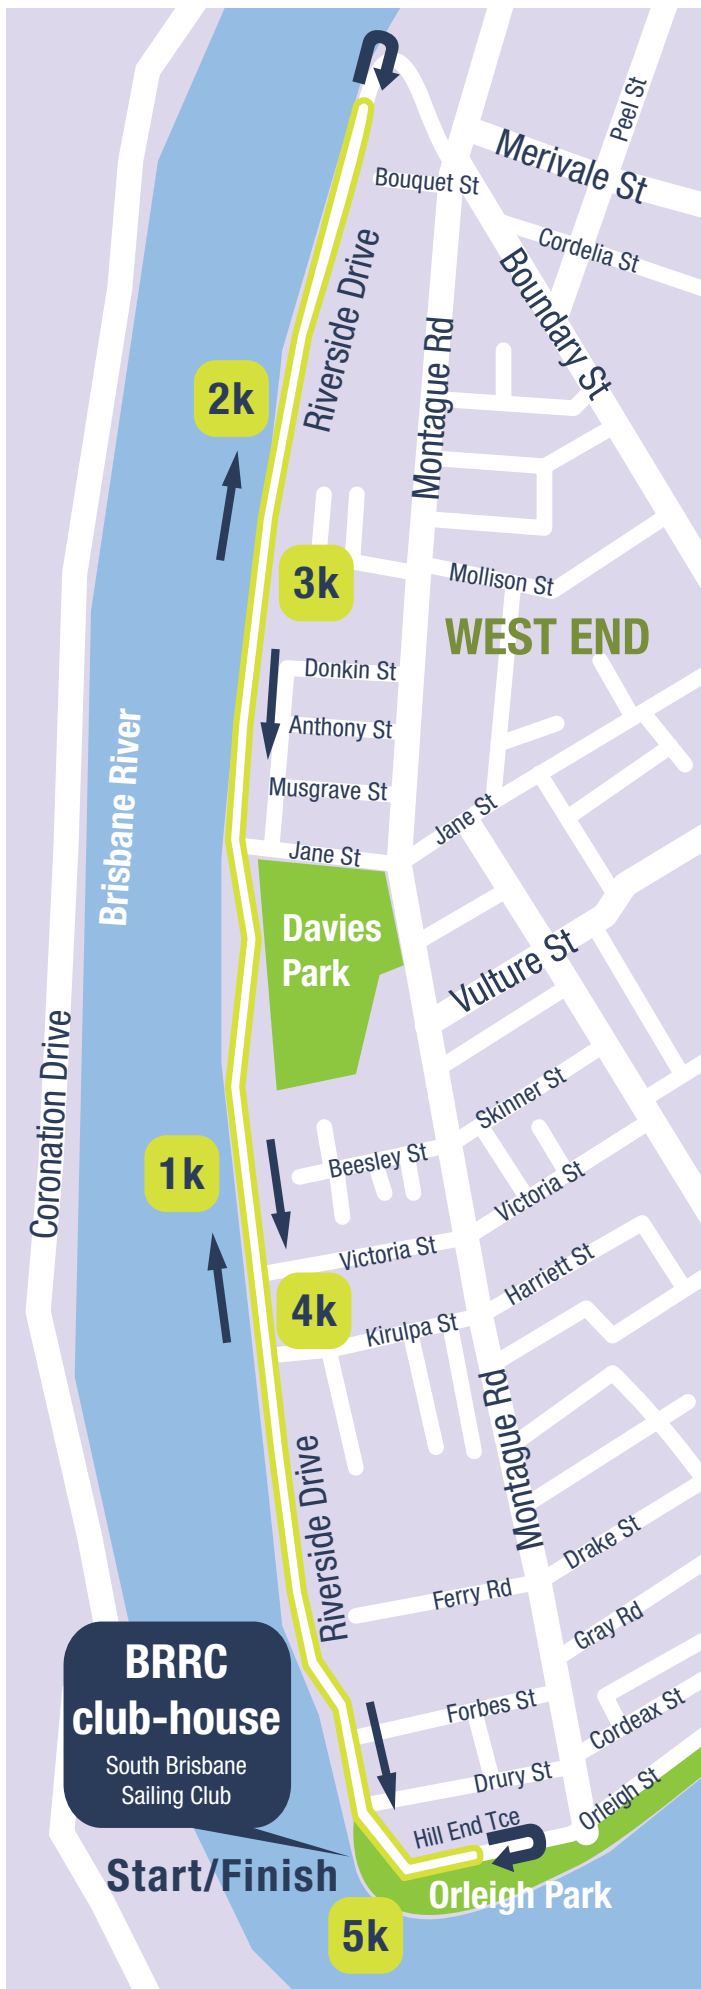 Peel St
Merivale St
Bouquet St
Cordelia St
Riverside Drive
Boundary St
Montague Rd
2k
3k
Mollison St
WEST END
Donkin St
Anthony St
Musgrave St
Jane St
Jane St
Brisbane River
Davies
Park
Vulture St
Coronation Drive
Skinner St
Beesley St
1k
Victoria St
Victoria St
Harriett St
4k
Kirulpa St
Montague Rd
Riverside Drive
Drake St
Ferry Rd
Gray Rd
BRRC
club-house
South Brisbane
Sailing Club
Forbes St
Cordeax St
Drury St
Orleigh St
Hill End Tce
Start/Finish
Orleigh Park
5k